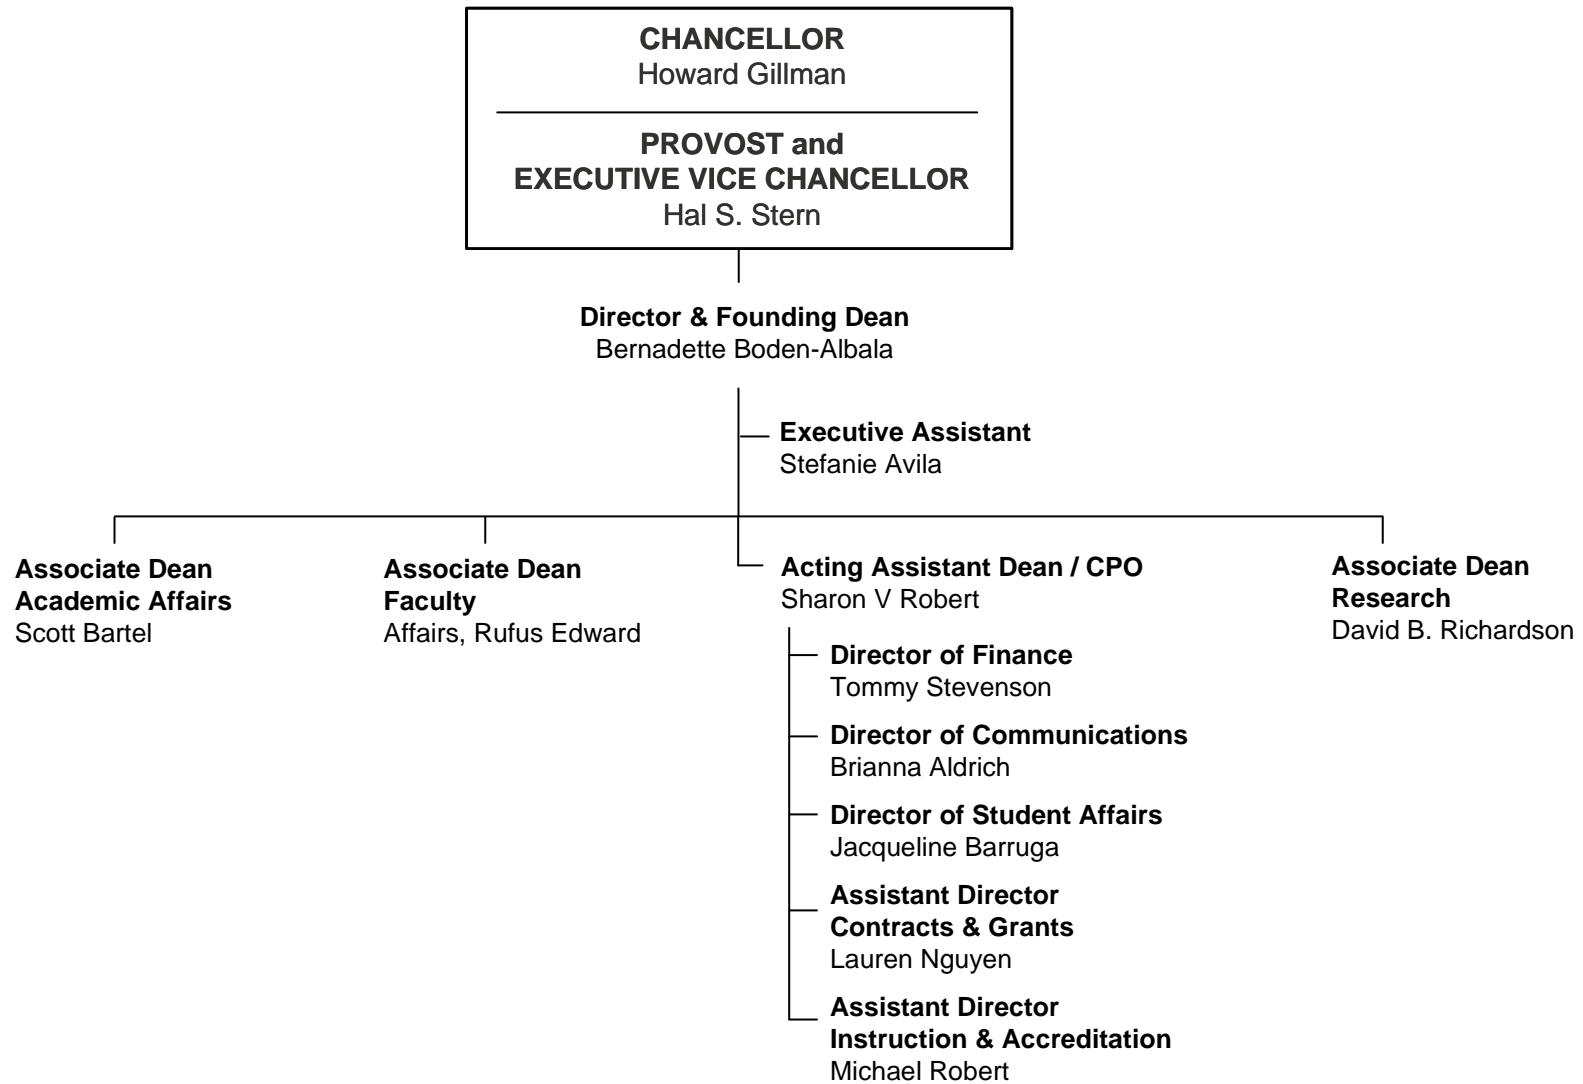 CHANCELLOR
Howard Gillman
PROVOST and
EXECUTIVE VICE CHANCELLOR
Hal S. Stern
Director & Founding Dean
Bernadette Boden-Albala
Executive Assistant
Stefanie Avila
Associate Dean
Academic Affairs
Scott Bartel
Associate Dean
Faculty
Affairs, Rufus Edward
Acting Assistant Dean / CPO
Sharon V Robert
Director of Finance
Tommy Stevenson
Director of Communications
Brianna Aldrich
Director of Student Affairs
Jacqueline Barruga
Assistant Director
Contracts & Grants
Lauren Nguyen
Assistant Director
Instruction & Accreditation
Michael Robert
Associate Dean
Research
David B. Richardson